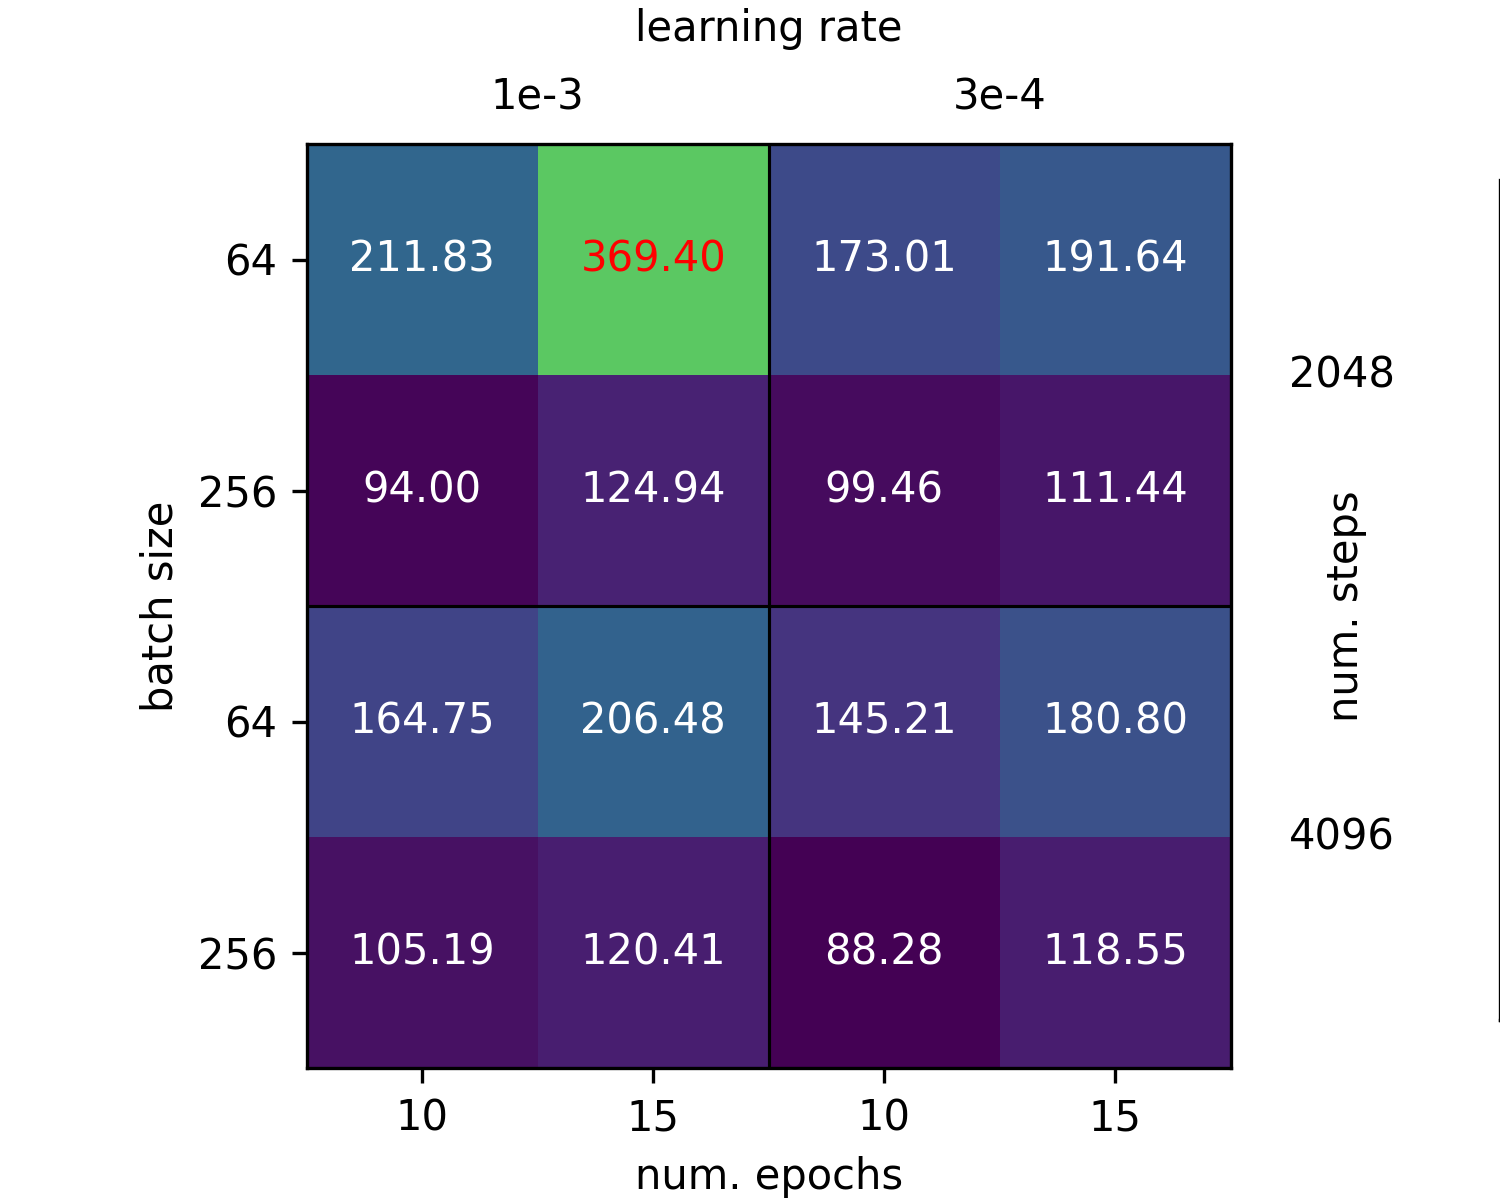 learning rate
1e-3 3e-4
64 211.83 369.40 173.01 191.64
2048
256 94.00 124.94 99.46 111.44
batch size
num. steps
64 164.75 206.48 145.21 180.80
4096
256 105.19 120.41 88.28 118.55
10 15 10 15
num. epochs